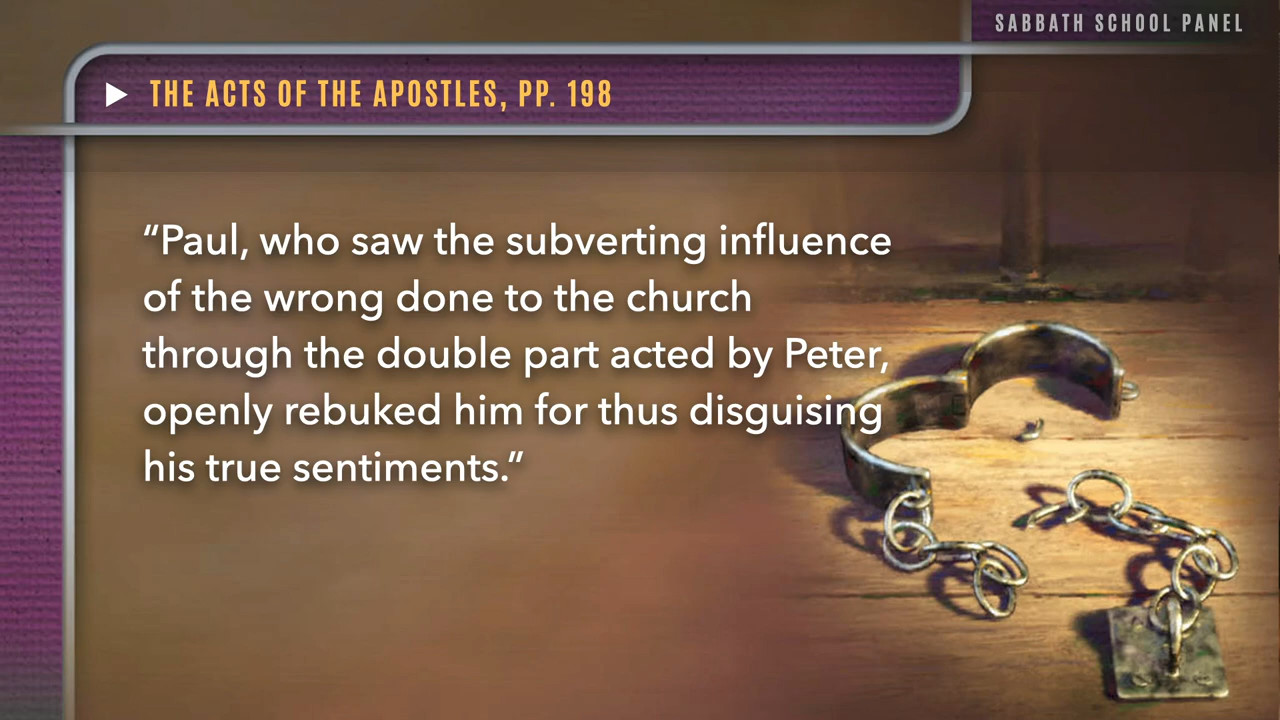 SABBATH SCHOOL PANEL
THE ACTS OF THE APOSTLES, PP. 198
“Paul, who saw the subverting influence
of the wrong done to the church
through the double part acted by Peter,
openly rebuked him for thus disguising
his true sentiments.”